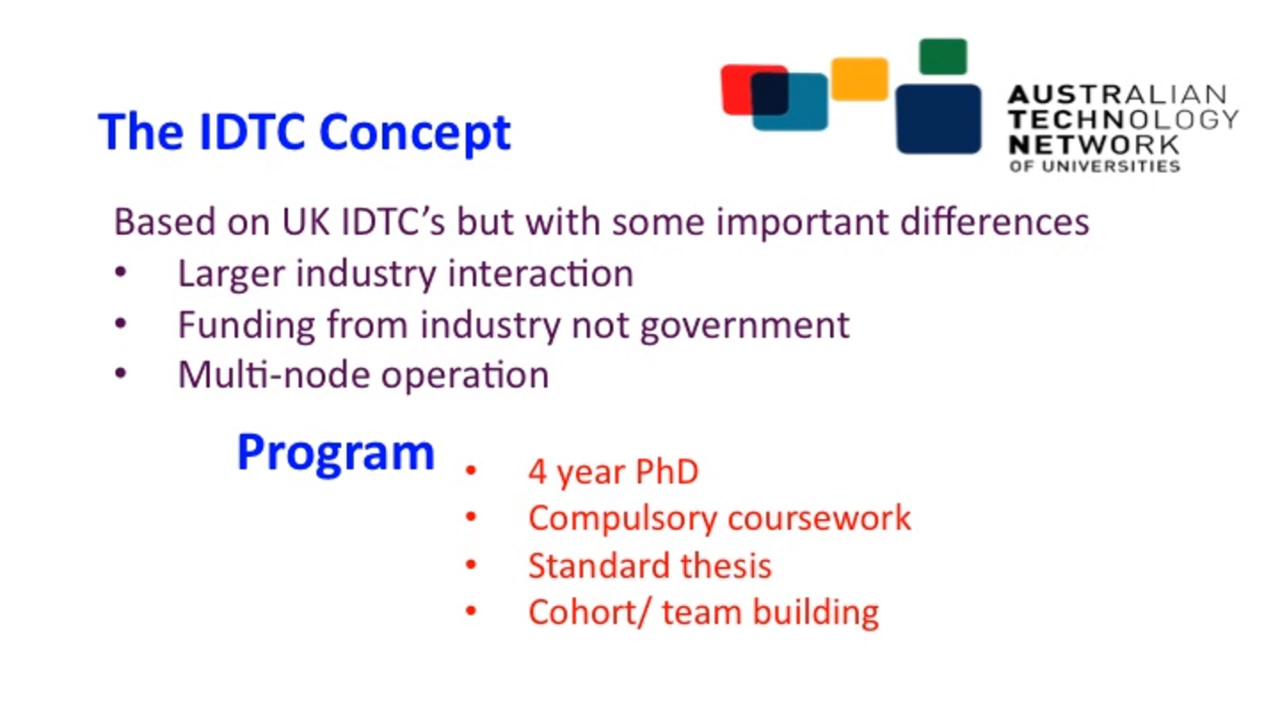 The IDTC Concept
AUSTRALIAN
TECHNOLOGY
NETWORK
OF UNIVERSITIES
Based on UK IDTC’s but with some important differences
• Larger industry interaction
• Funding from industry not government
• Multi-node operation
Program
• 4 year PhD
• Compulsory coursework
• Standard thesis
• Cohort/ team building